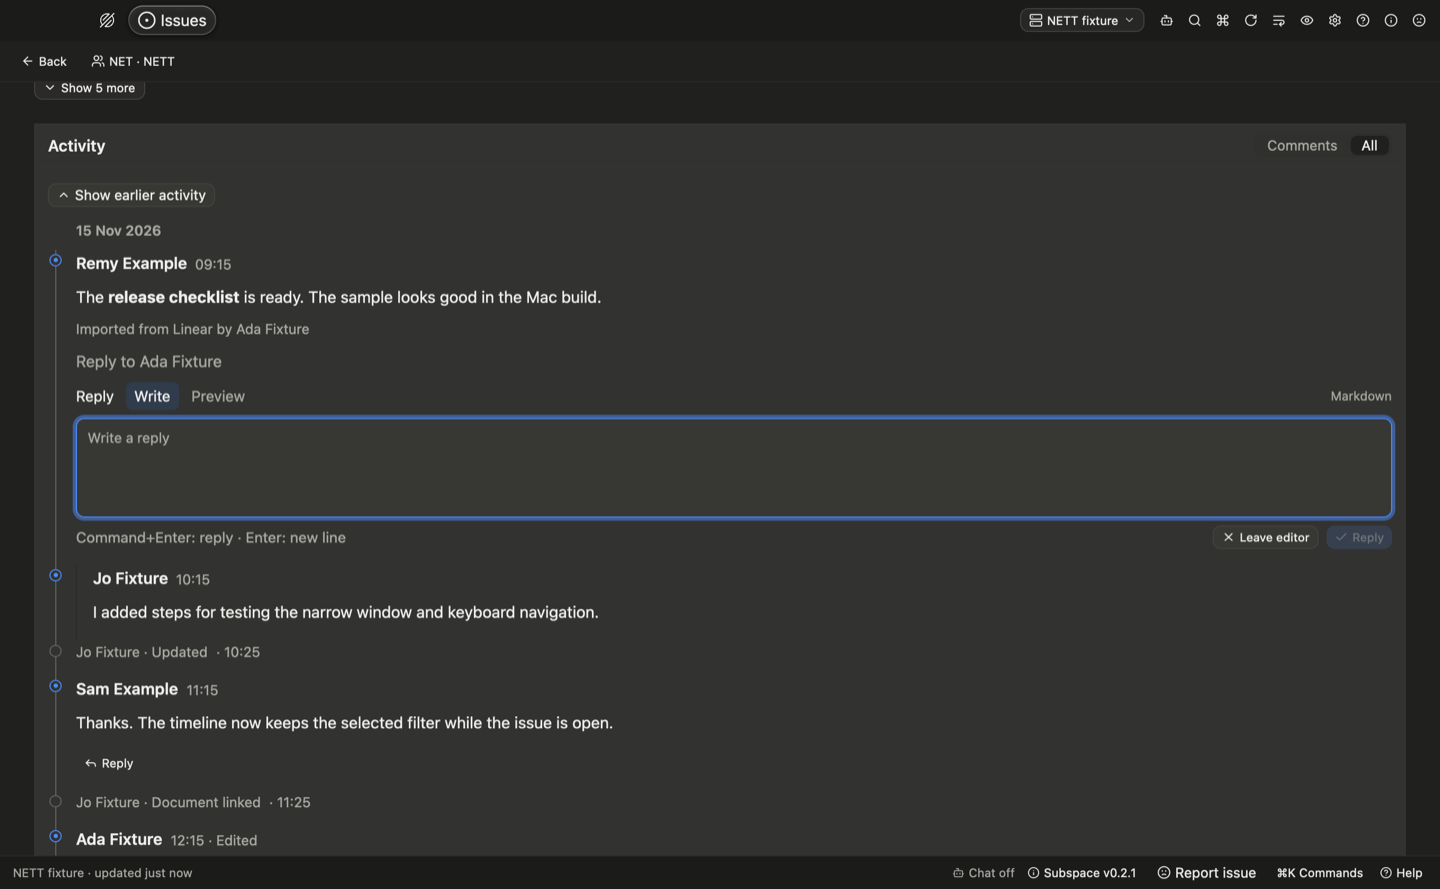 Issues
NETT fixture
Back
NET · NETT
Show 5 more
Activity
Comments All
Show earlier activity
15 Nov 2026
Remy Example 09:15
The release checklist is ready. The sample looks good in the Mac build.
Imported from Linear by Ada Fixture
Reply to Ada Fixture
Reply Write Preview Markdown
Write a reply
Command+Enter: reply · Enter: new line
Leave editor Reply
Jo Fixture 10:15
I added steps for testing the narrow window and keyboard navigation.
Jo Fixture · Updated · 10:25
Sam Example 11:15
Thanks. The timeline now keeps the selected filter while the issue is open.
Reply
Jo Fixture · Document linked · 11:25
Ada Fixture 12:15 · Edited
NETT fixture · updated just now
Chat off Subspace v0.2.1 Report issue ⌘K Commands Help